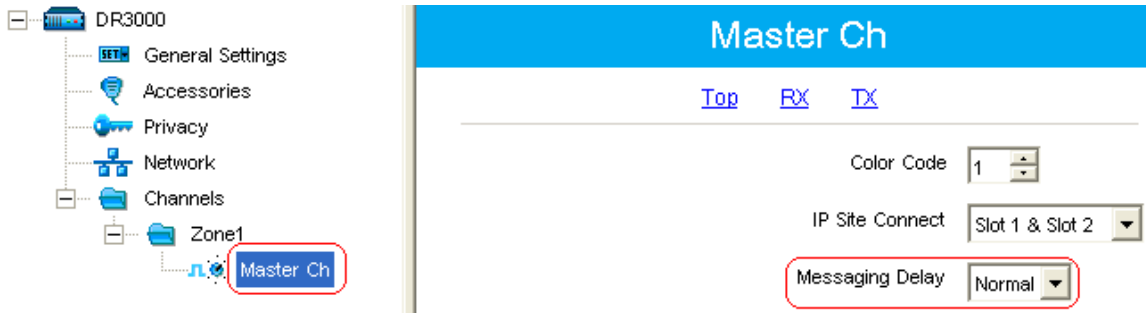 DR3000
SET General Settings
Accessories
Privacy
Network
Channels
Zone1
Master Ch
Master Ch
Top RX TX
Color Code 1
IP Site Connect Slot 1 & Slot 2
Messaging Delay Normal